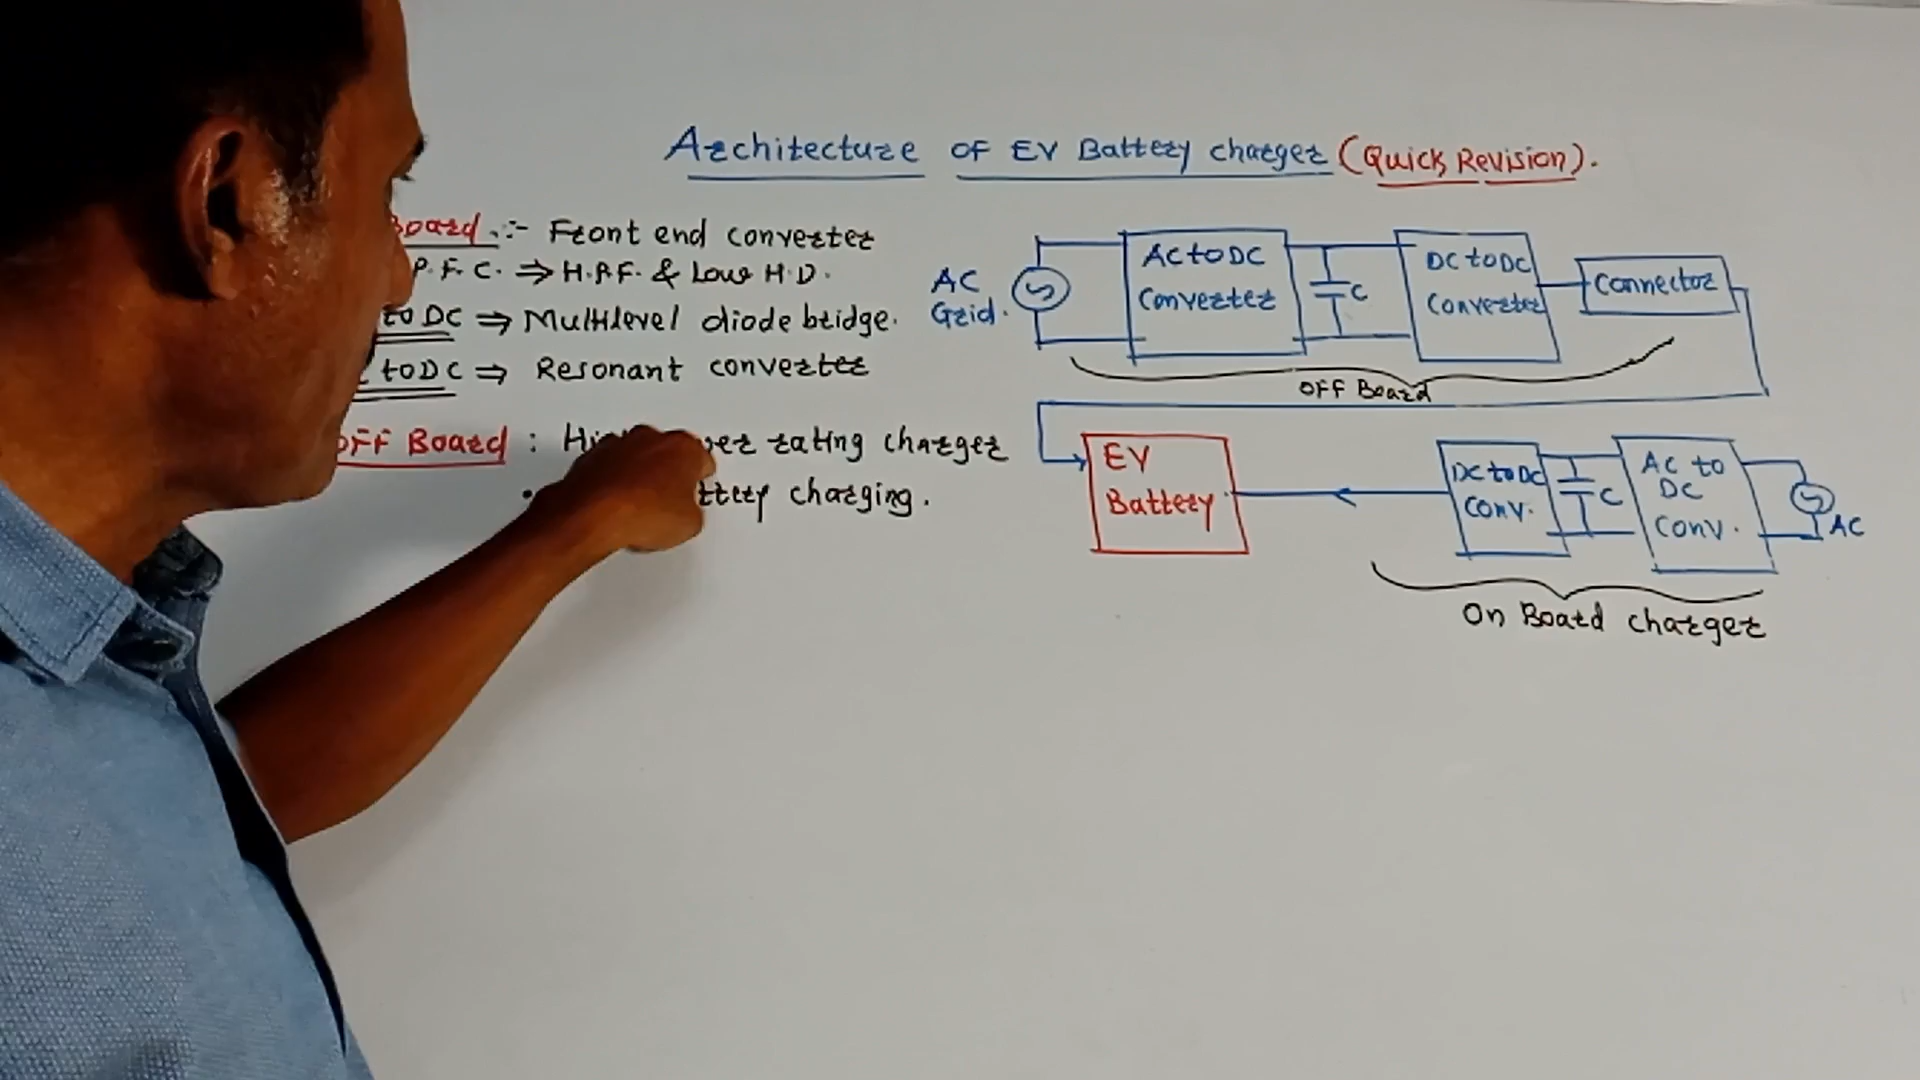 Architecture OF EV Battery charger (Quick Revision).
Board :- Front end converter
P.F.C. ⇒ H.P.F. & Low H.D.
to DC ⇒ Multilevel diode bridge.
to DC ⇒ Resonant converter
OFF Board : rating charger
charging.
AC
Grid.
AC to DC
Converter
C
DC to DC
Converter
Connector
OFF Board
EV
Battery
DC to DC
Conv.
C
AC to
DC
Conv.
AC
On Board charger